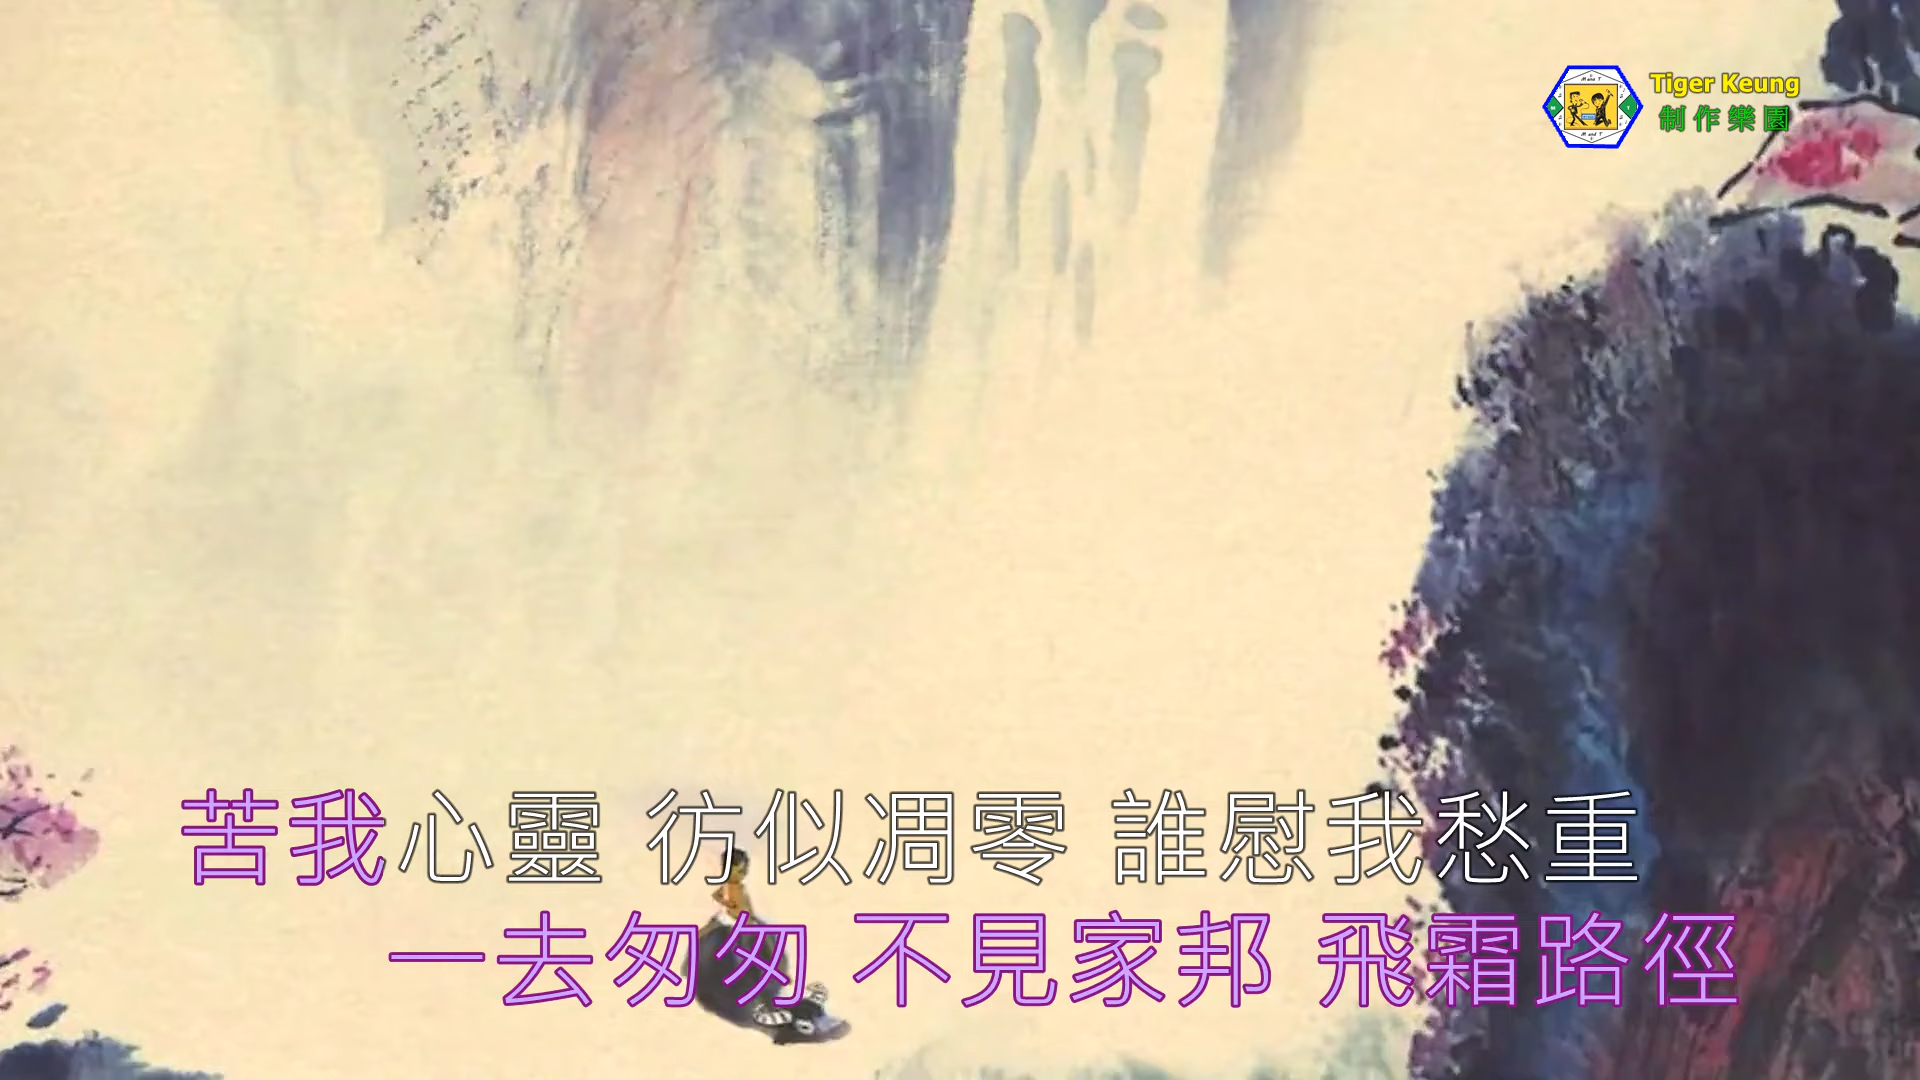 Tiger Keung
制作樂園
苦我心靈 彷似凋零 誰慰我愁重
一去匆匆 不見家邦 飛霜路徑